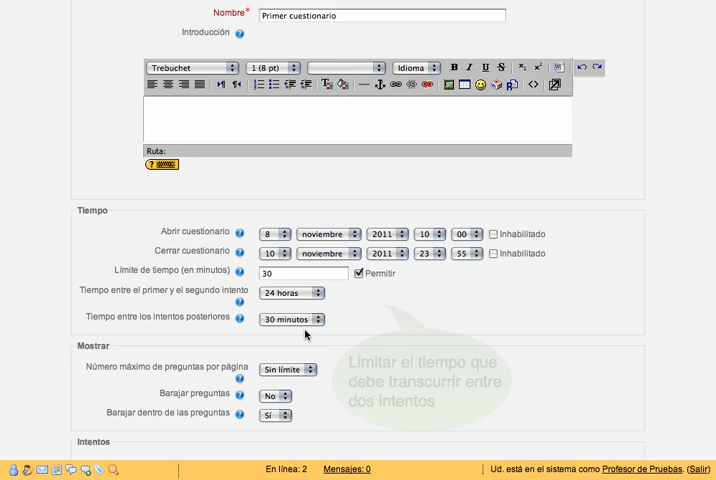 Nombre* Primer cuestionario
Introducción
Trebuchet 1 (8 pt) Idioma B I U S x₂ x²
Ruta:
Tiempo
Abrir cuestionario 8 noviembre 2011 10 00 Inhabilitado
Cerrar cuestionario 10 noviembre 2011 23 55 Inhabilitado
Límite de tiempo (en minutos) 30 Permitir
Tiempo entre el primer y el segundo intento 24 horas
Tiempo entre los intentos posteriores 30 minutos
Mostrar
Número máximo de preguntas por página Sin límite
Barajar preguntas No
Barajar dentro de las preguntas Sí
Limitar el tiempo que
debe transcurrir entre
dos intentos
Intentos
En línea: 2 Mensajes: 0 Ud. está en el sistema como Profesor de Pruebas. (Salir)